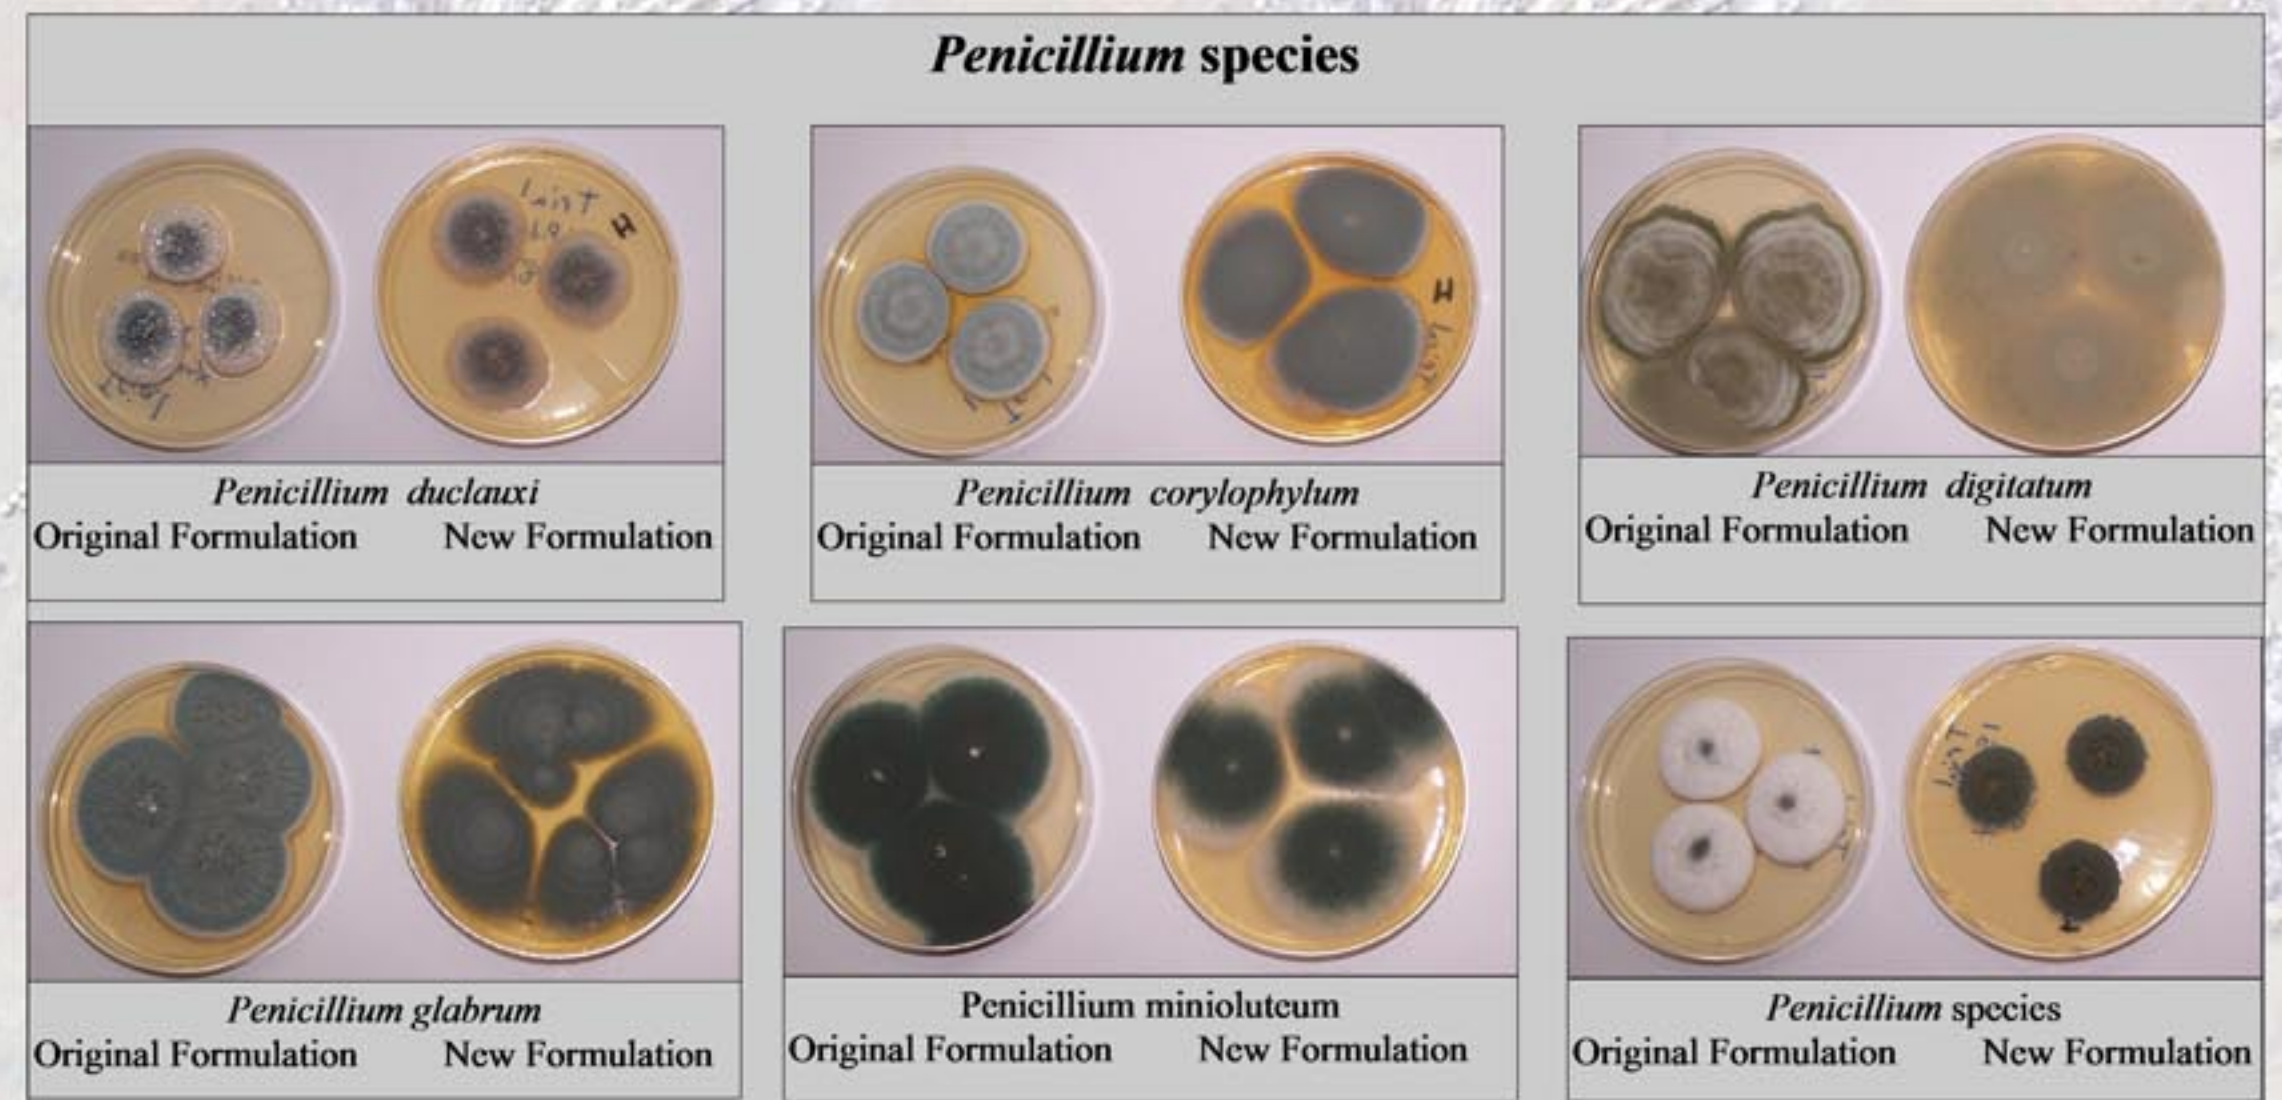 Penicillium species
Penicillium duclauxi
Original Formulation New Formulation
Penicillium corylophylum
Original Formulation New Formulation
Penicillium digitatum
Original Formulation New Formulation
Penicillium glabrum
Original Formulation New Formulation
Penicillium minioluteum
Original Formulation New Formulation
Penicillium species
Original Formulation New Formulation